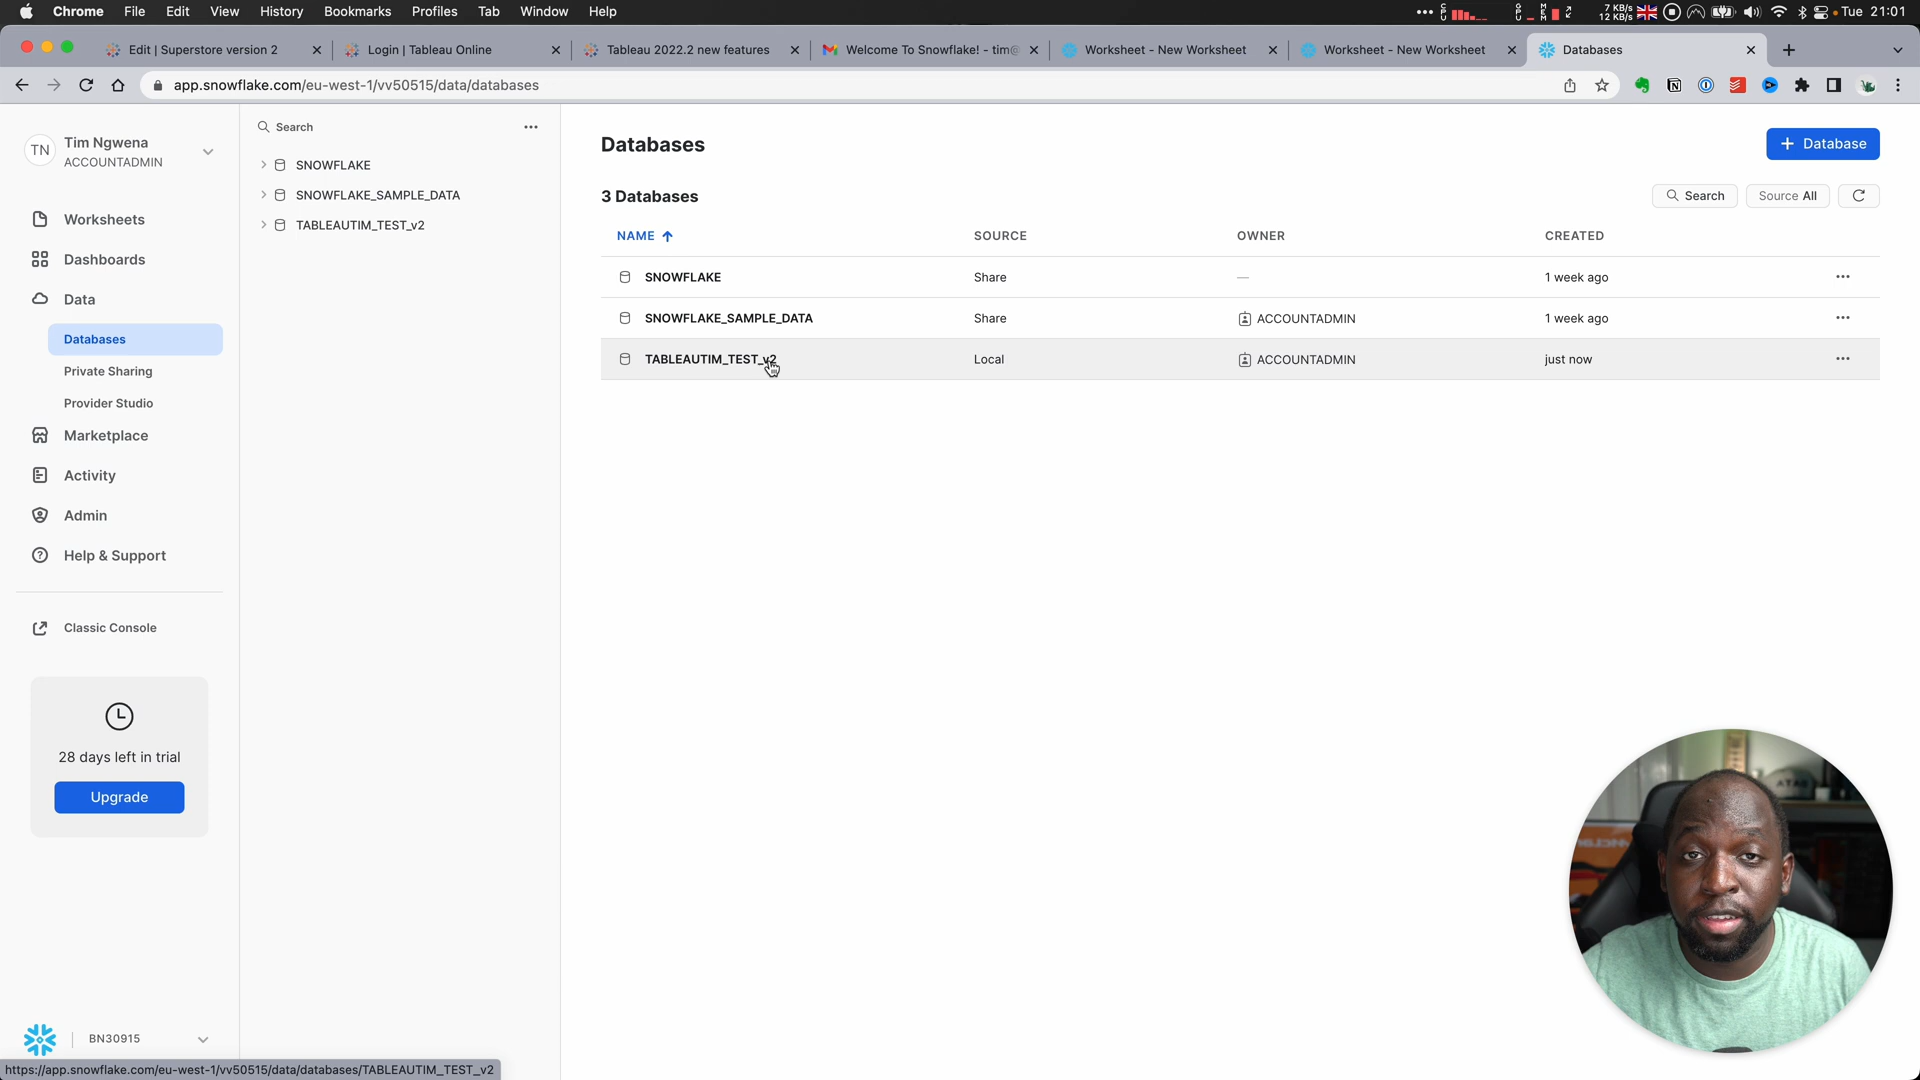 Chrome File Edit View History Bookmarks Profiles Tab Window Help 7 KB/s 12 KB/s Tue 21:01
Edit | Superstore version 2 Login | Tableau Online Tableau 2022.2 new features Welcome To Snowflake! - tim@ Worksheet - New Worksheet Worksheet - New Worksheet Databases
app.snowflake.com/eu-west-1/vv50515/data/databases
TN Tim Ngwena
ACCOUNTADMIN
Worksheets
Dashboards
Data
Databases
Private Sharing
Provider Studio
Marketplace
Activity
Admin
Help & Support
Classic Console
28 days left in trial
Upgrade
BN30915
https://app.snowflake.com/eu-west-1/vv50515/data/databases/TABLEAUTIM_TEST_v2
Search
SNOWFLAKE
SNOWFLAKE_SAMPLE_DATA
TABLEAUTIM_TEST_v2
Databases
+ Database
3 Databases
Search Source All
NAME SOURCE OWNER CREATED
SNOWFLAKE Share — 1 week ago
SNOWFLAKE_SAMPLE_DATA Share ACCOUNTADMIN 1 week ago
TABLEAUTIM_TEST_v2 Local ACCOUNTADMIN just now